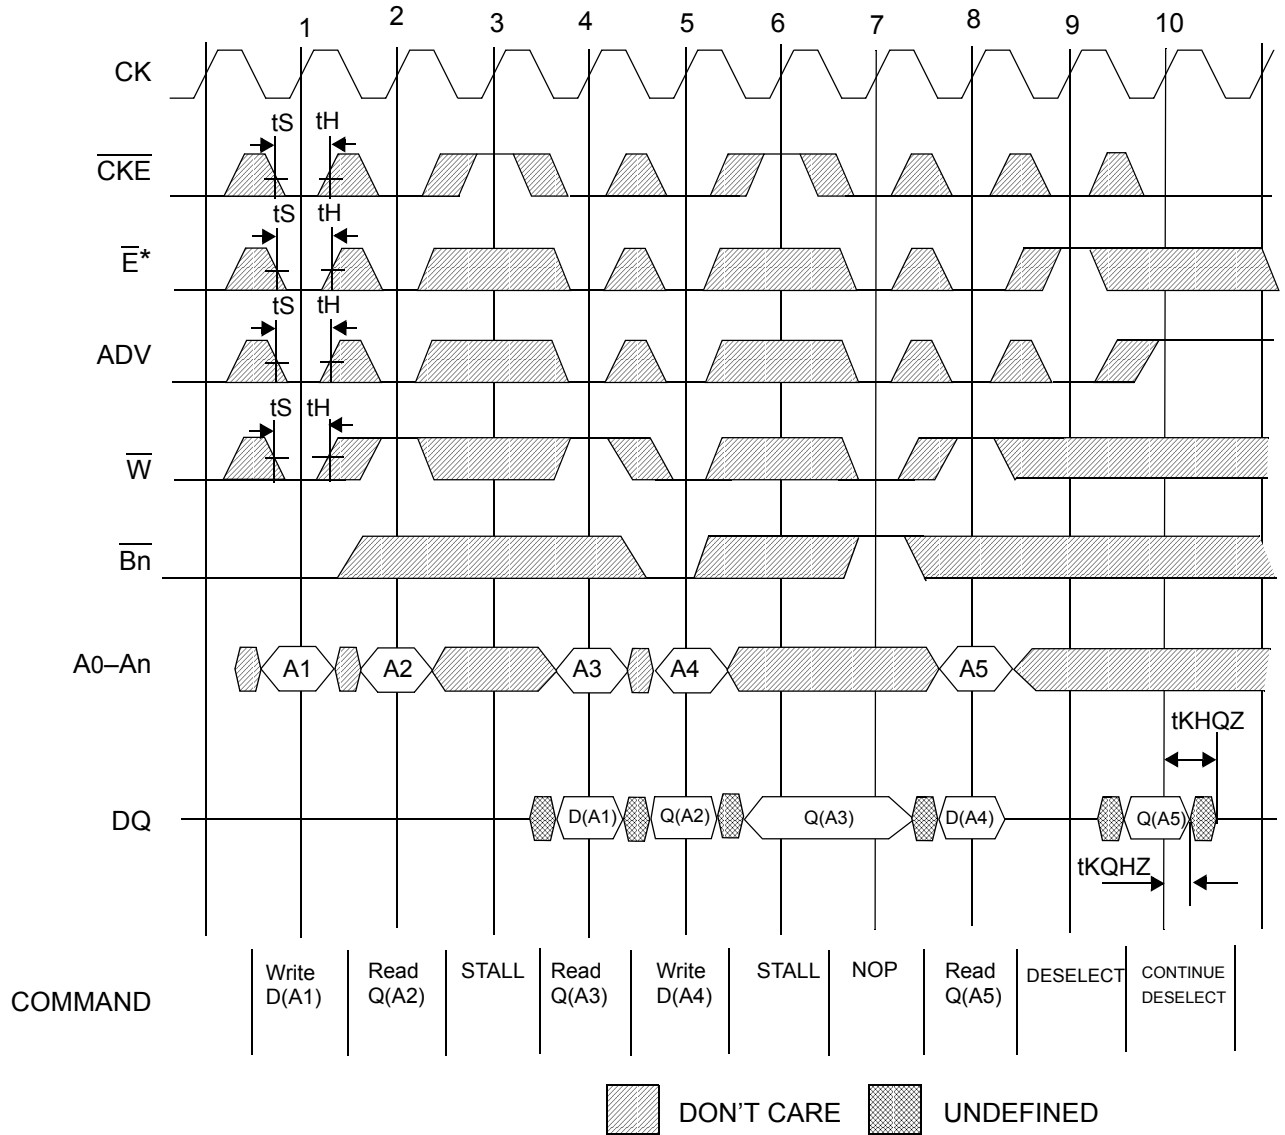 1 2 3 4 5 6 7 8 9 10
CK
tS tH
CKE
tS tH
E*
tS tH
ADV
tS tH
W
Bn
A0–An
A1 A2 A3 A4 A5
tKHQZ
DQ
D(A1) Q(A2) Q(A3) D(A4) Q(A5)
tKQHZ
COMMAND
Write
D(A1)
Read
Q(A2)
STALL
Read
Q(A3)
Write
D(A4)
STALL
NOP
Read
Q(A5)
DESELECT
CONTINUE
DESELECT
DON'T CARE
UNDEFINED